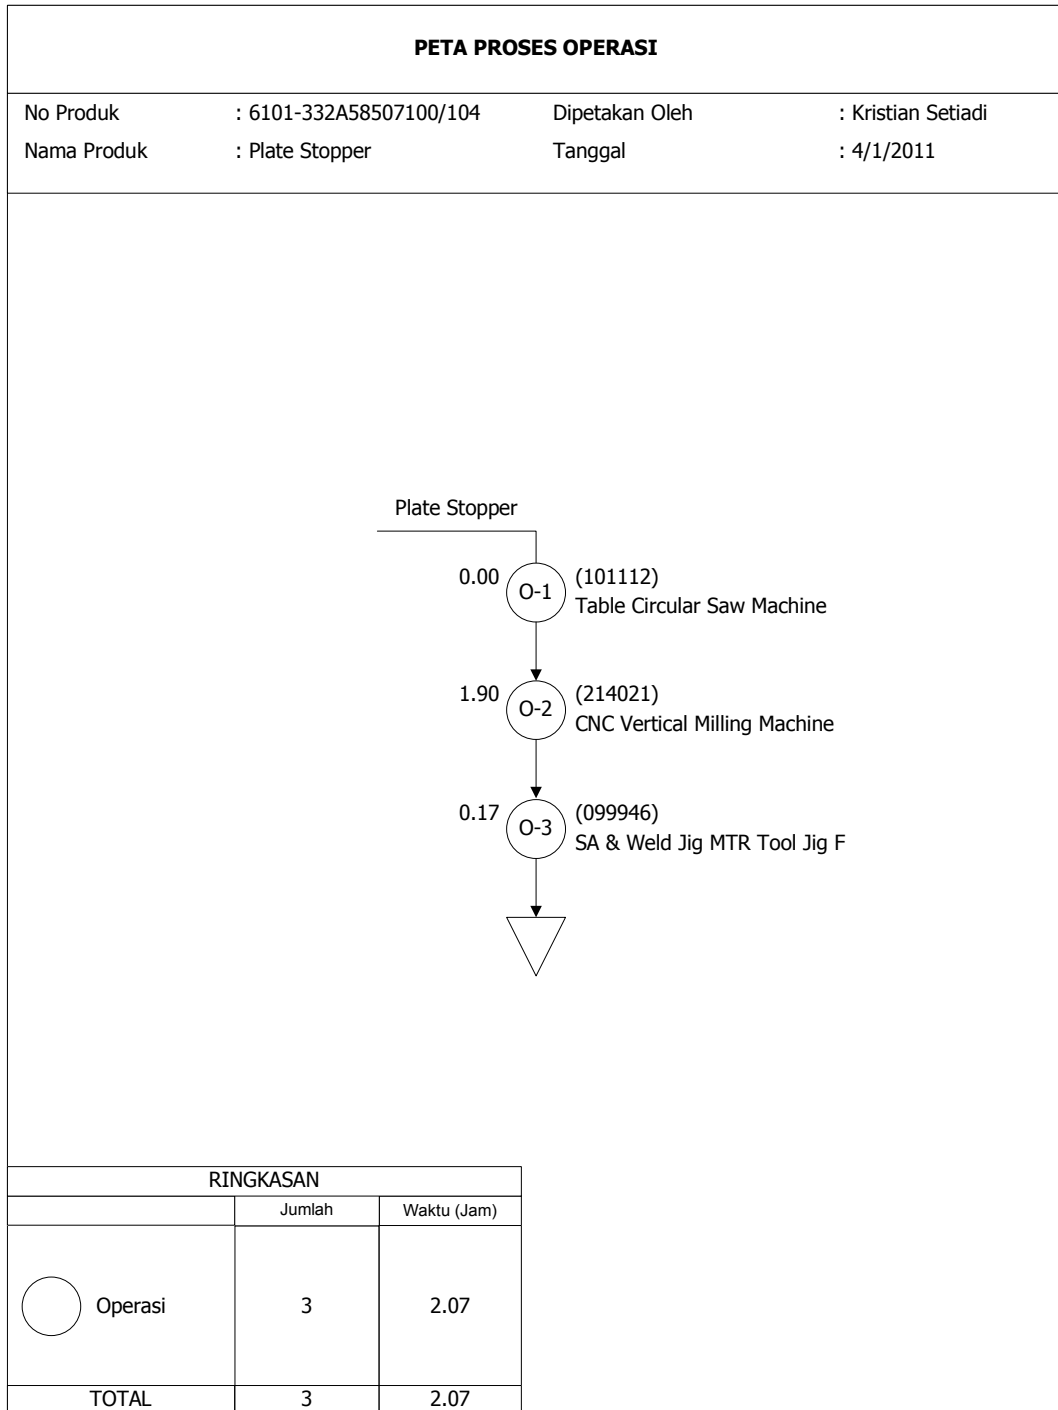 PETA PROSES OPERASI
No Produk : 6101-332A58507100/104 Dipetakan Oleh : Kristian Setiadi
Nama Produk : Plate Stopper Tanggal : 4/1/2011
Plate Stopper
0.00 O-1 (101112)
Table Circular Saw Machine
1.90 O-2 (214021)
CNC Vertical Milling Machine
0.17 O-3 (099946)
SA & Weld Jig MTR Tool Jig F
RINGKASAN
Jumlah Waktu (Jam)
Operasi 3 2.07
TOTAL 3 2.07